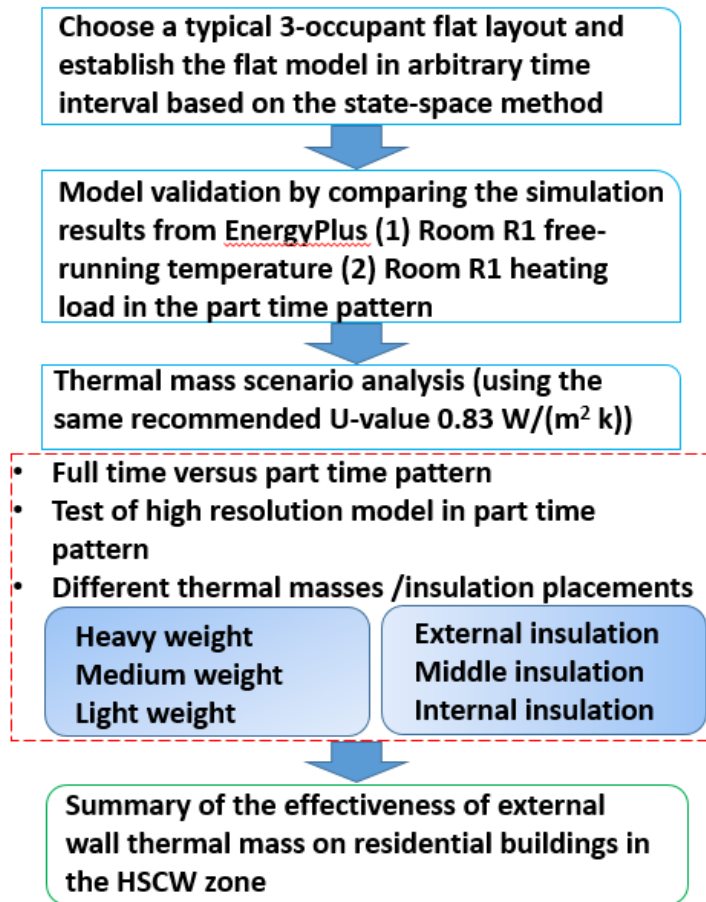 Choose a typical 3-occupant flat layout and
establish the flat model in arbitrary time
interval based on the state-space method
Model validation by comparing the simulation
results from EnergyPlus (1) Room R1 free-
running temperature (2) Room R1 heating
load in the part time pattern
Thermal mass scenario analysis (using the
same recommended U-value 0.83 W/(m² k))
• Full time versus part time pattern
• Test of high resolution model in part time
pattern
• Different thermal masses /insulation placements
Heavy weight
Medium weight
Light weight
External insulation
Middle insulation
Internal insulation
Summary of the effectiveness of external
wall thermal mass on residential buildings in
the HSCW zone